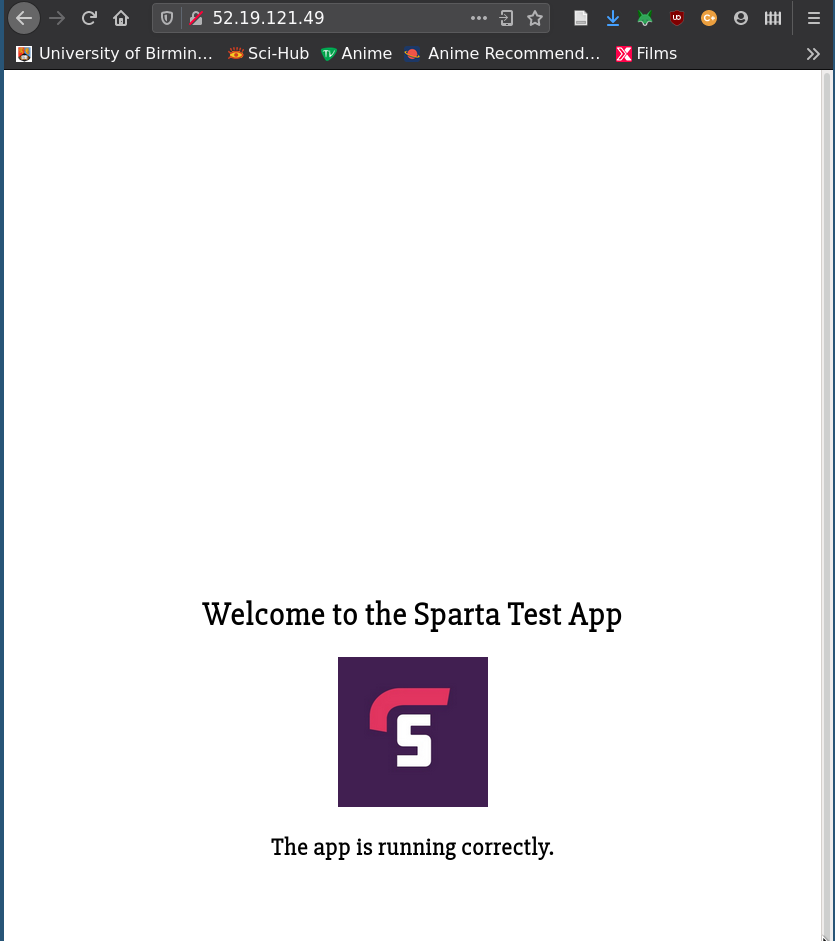 52.19.121.49
University of Birmin... Sci-Hub Anime Anime Recommend... Films
Welcome to the Sparta Test App
S
The app is running correctly.